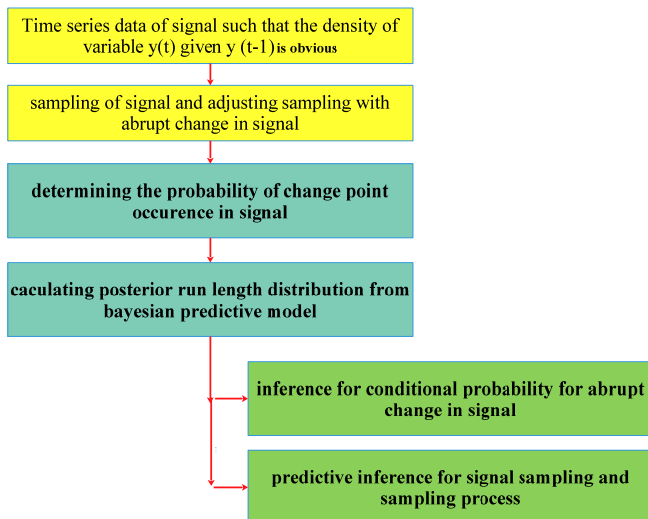 Time series data of signal such that the density of
variable y(t) given y (t-1) is obvious
sampling of signal and adjusting sampling with
abrupt change in signal
determining the probability of change point
occurence in signal
caculating posterior run length distribution from
bayesian predictive model
inference for conditional probability for abrupt
change in signal
predictive inference for signal sampling and
sampling process